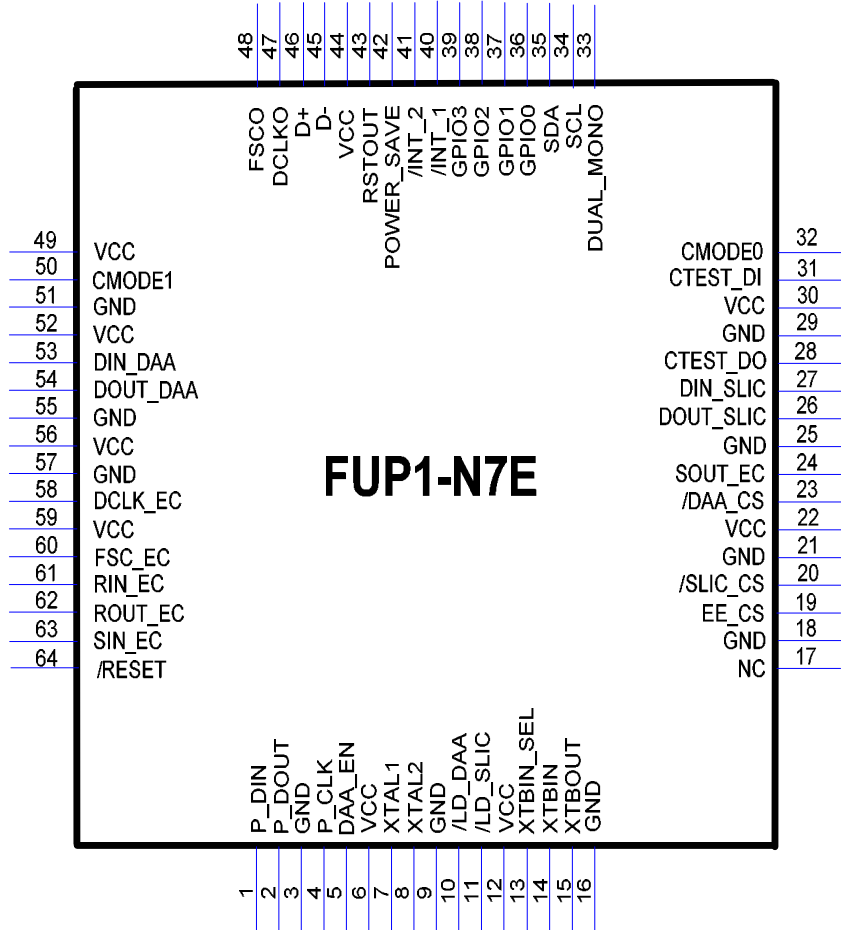 48 47 46 45 44 43 42 41 40 39 38 37 36 35 34 33
FSCO
DCLKO
D+
D-
VCC
RSTOUT
POWER_SAVE
/INT_2
/INT_1
GPIO3
GPIO2
GPIO1
GPIO0
SDA
SCL
DUAL_MONO
49 VCC
50 CMODE1
51 GND
52 VCC
53 DIN_DAA
54 DOUT_DAA
55 GND
56 VCC
57 GND
58 DCLK_EC
59 VCC
60 FSC_EC
61 RIN_EC
62 ROUT_EC
63 SIN_EC
64 /RESET
FUP1-N7E
CMODE0 32
CTEST_DI 31
VCC 30
GND 29
CTEST_DO 28
DIN_SLIC 27
DOUT_SLIC 26
GND 25
SOUT_EC 24
/DAA_CS 23
VCC 22
GND 21
/SLIC_CS 20
EE_CS 19
GND 18
NC 17
P_DIN
P_DOUT
GND
P_CLK
DAA_EN
VCC
XTAL1
XTAL2
GND
/LD_DAA
/LD_SLIC
VCC
XTBIN_SEL
XTBIN
XTBOUT
GND
1 2 3 4 5 6 7 8 9 10 11 12 13 14 15 16